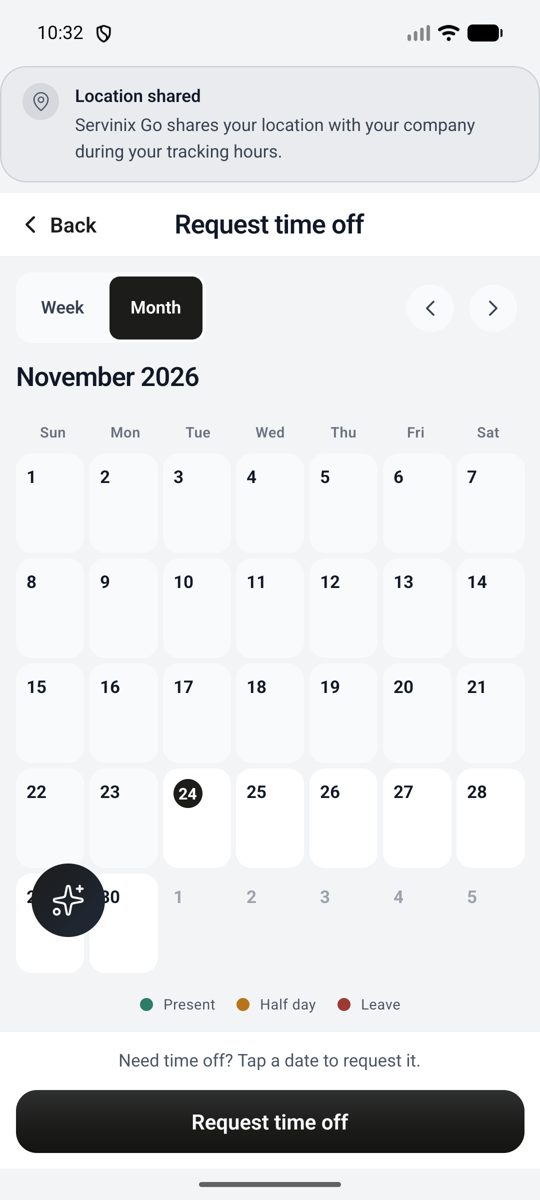 10:32
Location shared
Servinix Go shares your location with your company
during your tracking hours.
Back
Request time off
Week
Month
November 2026
Sun Mon Tue Wed Thu Fri Sat
1 2 3 4 5 6 7
8 9 10 11 12 13 14
15 16 17 18 19 20 21
22 23 24 25 26 27 28
30 1 2 3 4 5
Present Half day Leave
Need time off? Tap a date to request it.
Request time off